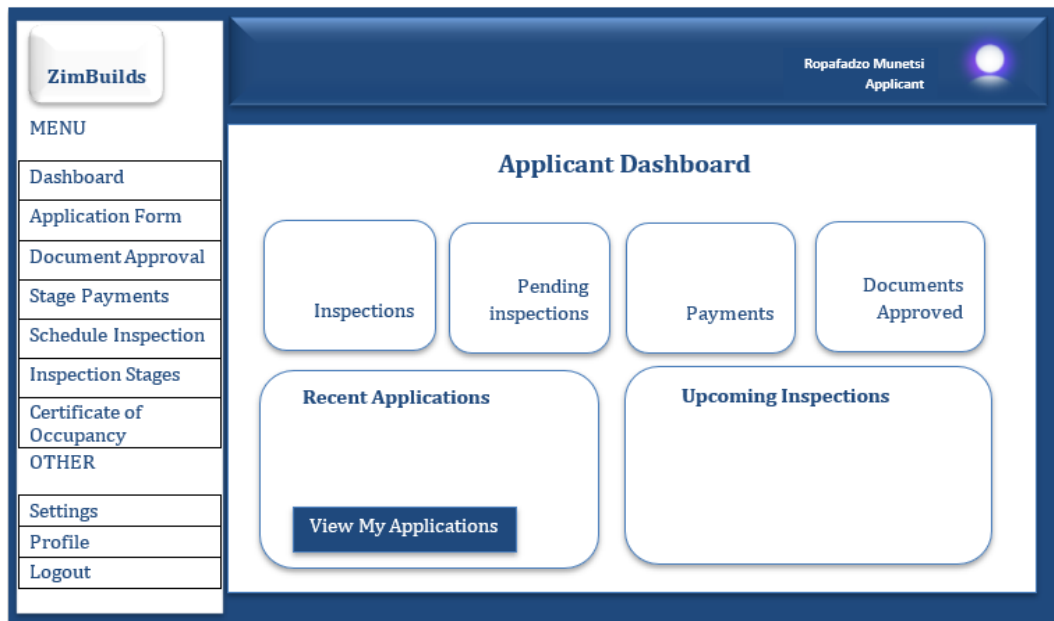 ZimBuilds
MENU
Dashboard
Application Form
Document Approval
Stage Payments
Schedule Inspection
Inspection Stages
Certificate of
Occupancy
OTHER
Settings
Profile
Logout
Ropafadzo Munetsi
Applicant
Applicant Dashboard
Inspections
Pending
inspections
Payments
Documents
Approved
Recent Applications
View My Applications
Upcoming Inspections